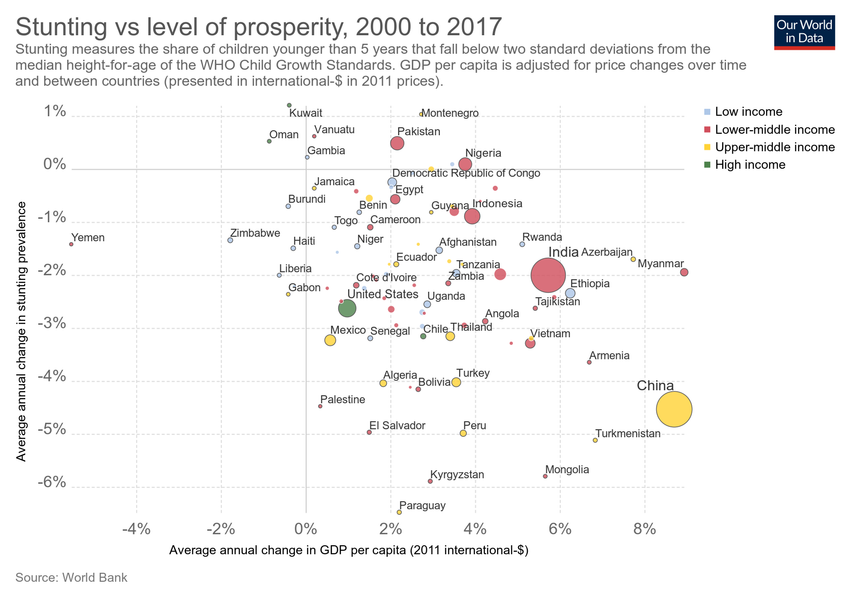 Stunting vs level of prosperity, 2000 to 2017
Our World
in Data
Stunting measures the share of children younger than 5 years that fall below two standard deviations from the
median height-for-age of the WHO Child Growth Standards. GDP per capita is adjusted for price changes over time
and between countries (presented in international-$ in 2011 prices).
Low income
Lower-middle income
Upper-middle income
High income
Average annual change in stunting prevalence
1%
0%
-1%
-2%
-3%
-4%
-5%
-6%
Kuwait
Montenegro
Oman
Vanuatu
Pakistan
Gambia
Nigeria
Democratic Republic of Congo
Jamaica
Egypt
Burundi
Benin
Guyana
Indonesia
Togo
Cameroon
Yemen
Zimbabwe
Haiti
Niger
Afghanistan
Rwanda
India
Azerbaijan
Ecuador
Myanmar
Liberia
Cote d'Ivoire
Tanzania
Zambia
Gabon
United States
Uganda
Ethiopia
Tajikistan
Angola
Mexico
Senegal
Chile
Thailand
Vietnam
Armenia
Algeria
Bolivia
Turkey
China
Palestine
El Salvador
Peru
Turkmenistan
Kyrgyzstan
Mongolia
Paraguay
-4%
-2%
0%
2%
4%
6%
8%
Average annual change in GDP per capita (2011 international-$)
Source: World Bank